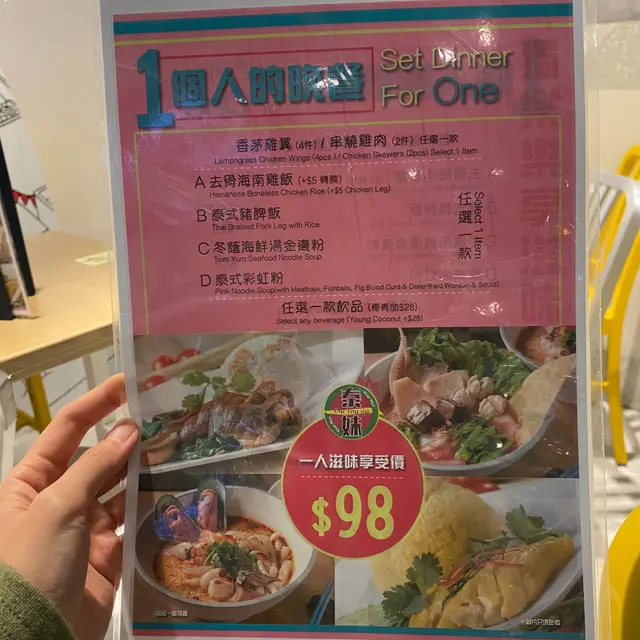 1個人的晚餐
Set Dinner
For One
香茅雞翼 (4件) / 串燒雞肉 (2件) 任選一款
Lemongrass Chicken Wings (4pcs) / Chicken Skewers (2pcs) Select 1 Item
A 去骨海南雞飯 (+$5 轉髀)
Hainanese Boneless Chicken Rice (+$5 Chicken Leg)
B 泰式豬脾飯
Thai Braised Pork Leg with Rice
C 冬蔭海鮮湯金邊粉
Tom Yum Seafood Noodle Soup
D 泰式彩虹粉
Pink Noodle Soup(with Meatballs, Fishballs, Pig Blood Curd & Deep-fried Wonton & Squid)
任選一款
Select 1 item
任選一款飲品 (椰青加$28)
Select any beverage (Young Coconut +$28)
泰
妹
一人滋味享受價
$98